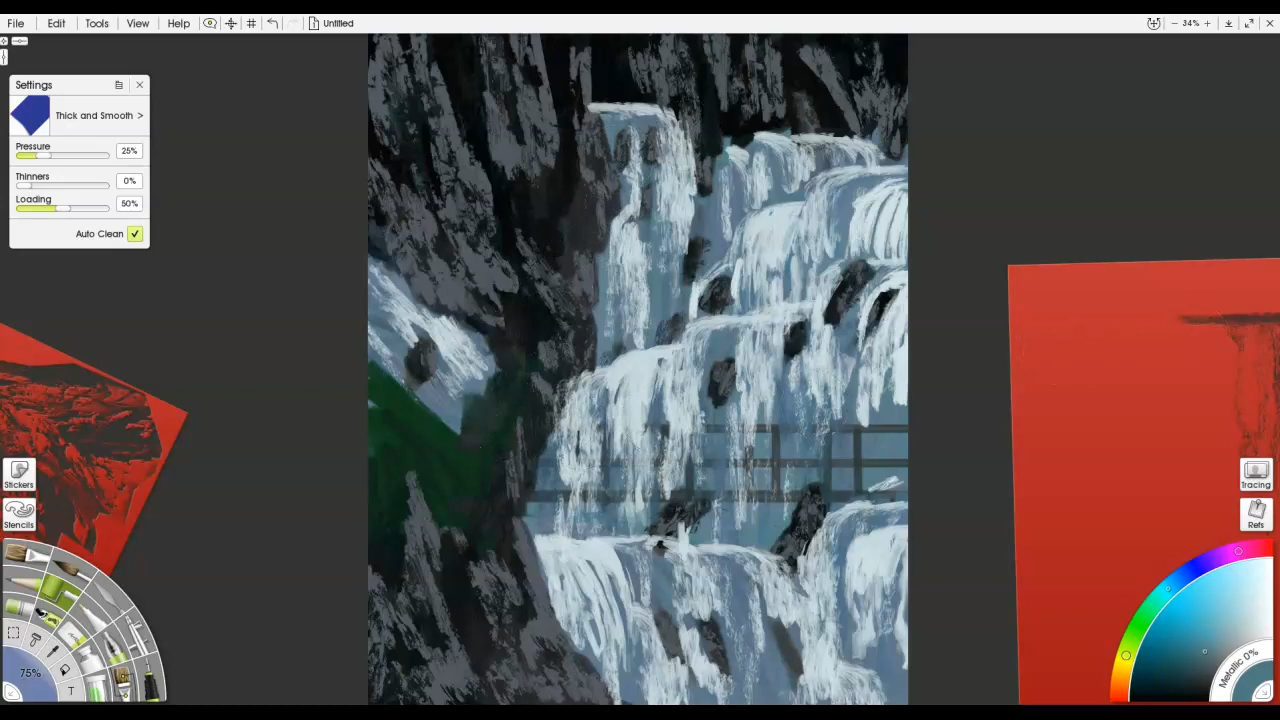 File Edit Tools View Help Untitled − 34% +
Settings
Thick and Smooth >
Pressure
25%
Thinners
0%
Loading
50%
Auto Clean
Stickers
Stencils
Tracing
Refs
75%
T
Metallic 0%